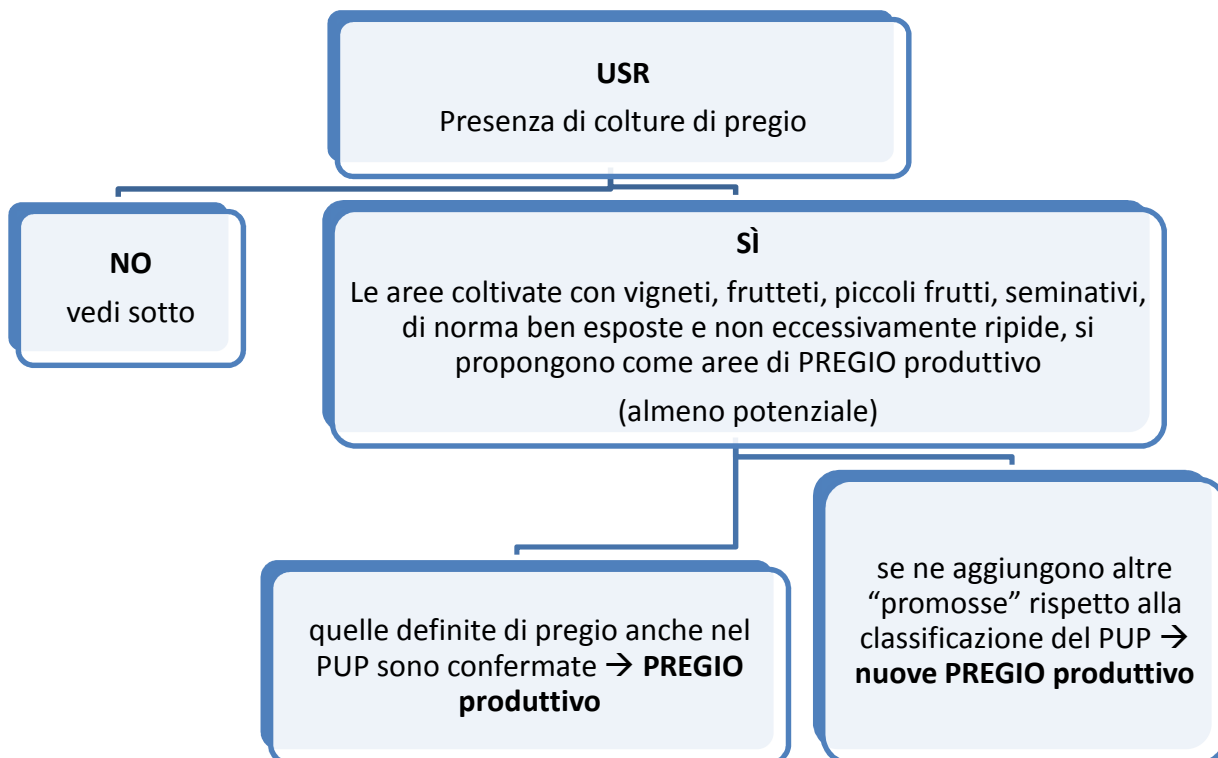 USR
Presenza di colture di pregio
NO
vedi sotto
SÌ
Le aree coltivate con vigneti, frutteti, piccoli frutti, seminativi,
di norma ben esposte e non eccessivamente ripide, si
propongono come aree di PREGIO produttivo
(almeno potenziale)
quelle definite di pregio anche nel
PUP sono confermate → PREGIO
produttivo
se ne aggiungono altre
“promosse” rispetto alla
classificazione del PUP →
nuove PREGIO produttivo